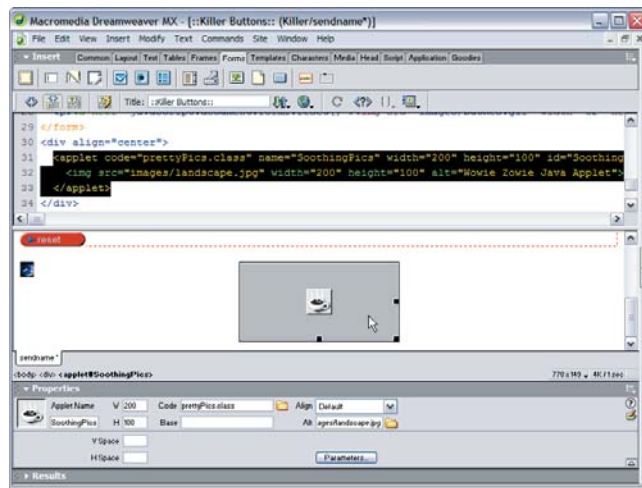 Macromedia Dreamweaver MX - [::Killer Buttons:: (Killer/sendname*)]
File Edit View Insert Modify Text Commands Site Window Help
Insert Common Layout Text Tables Frames Forms Templates Characters Media Head Script Application Goodies
Title: ::Killer Buttons::
29 </form>
30 <div align="center">
31 <applet code="prettyPics.class" name="SoothingPics" width="200" height="100" id="Soothing
32 <img src="images/landscape.jpg" width="200" height="100" alt="Wowie Zowie Java Applet">
33 </applet>
34 </div>
reset
sendname*
<body> <div> <applet#SoothingPics> 770 x 149 4K / 1 sec
Properties
Applet Name V 200 Code prettyPics.class Align Default
SoothingPics H 100 Base Alt ages/landscape.jpg
V Space
H Space Parameters...
Results